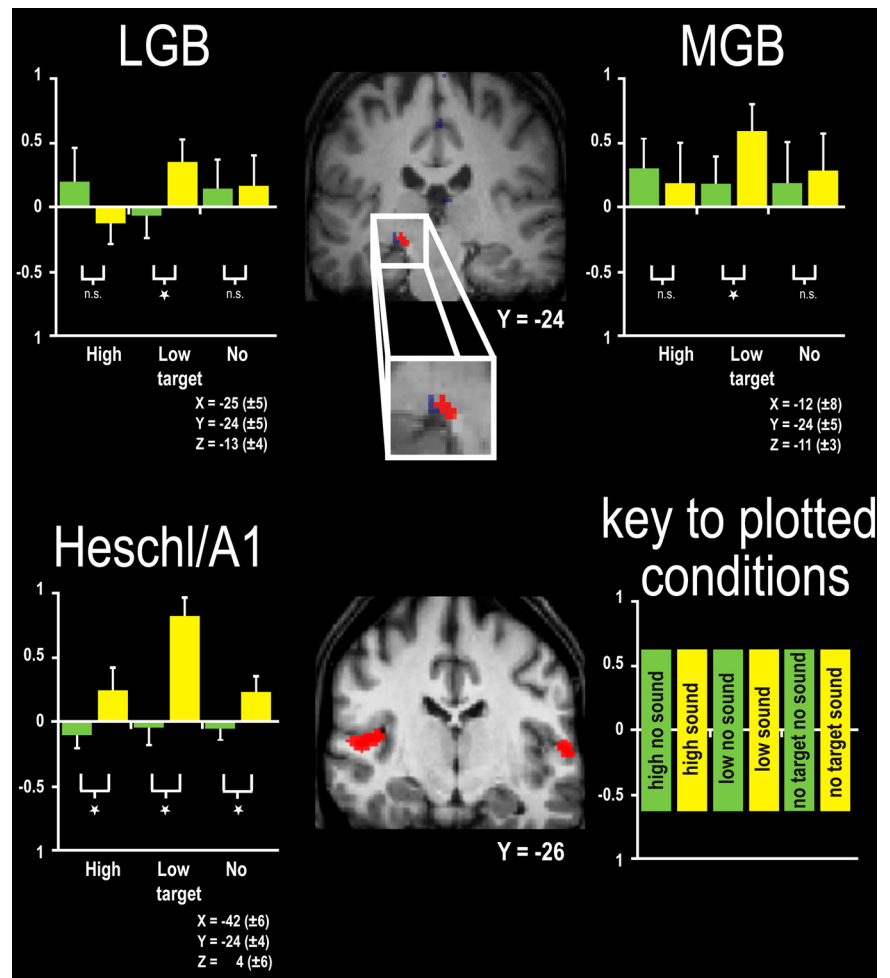 LGB
1
0.5
0
-0.5
1
n.s.
★
n.s.
High
Low
No
target
X = -25 (±5)
Y = -24 (±5)
Z = -13 (±4)
Y = -24
MGB
1
0.5
0
-0.5
1
n.s.
★
n.s.
High
Low
No
target
X = -12 (±8)
Y = -24 (±5)
Z = -11 (±3)
Heschl/A1
1
0.5
0
-0.5
1
★
★
★
High
Low
No
target
X = -42 (±6)
Y = -24 (±4)
Z = 4 (±6)
Y = -26
key to plotted
conditions
1
0.5
0
-0.5
1
high no sound
high sound
low no sound
low sound
no target no sound
no target sound